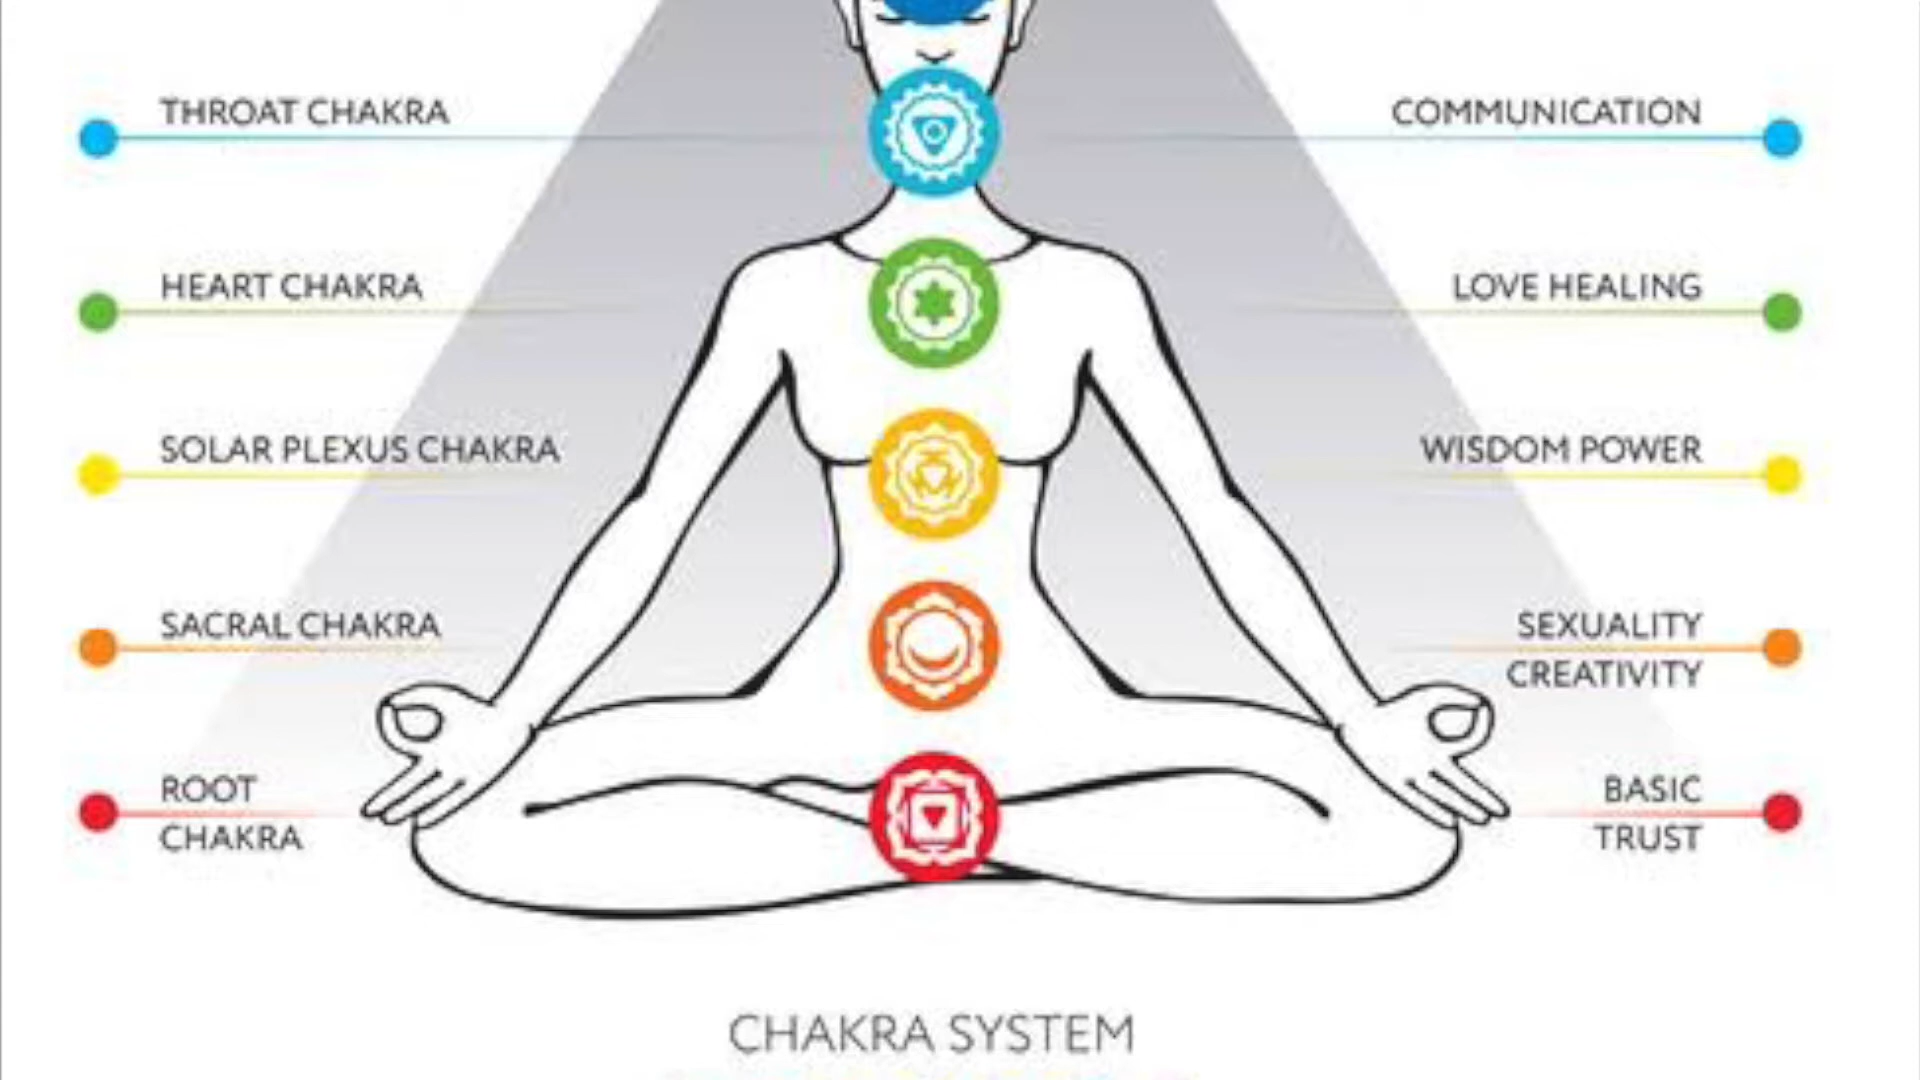 THROAT CHAKRA
COMMUNICATION
HEART CHAKRA
LOVE HEALING
SOLAR PLEXUS CHAKRA
WISDOM POWER
SACRAL CHAKRA
SEXUALITY
CREATIVITY
ROOT
CHAKRA
BASIC
TRUST
CHAKRA SYSTEM